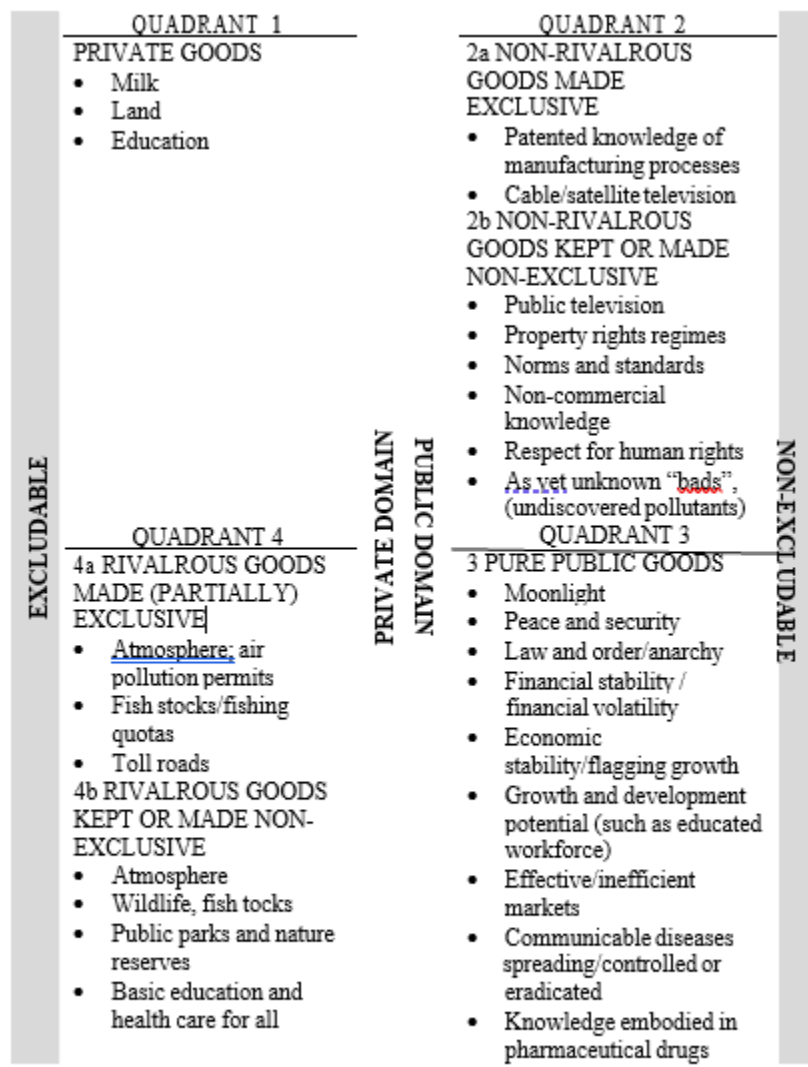 QUADRANT 1
PRIVATE GOODS
• Milk
• Land
• Education
QUADRANT 2
2a NON-RIVALROUS
GOODS MADE
EXCLUSIVE
• Patented knowledge of
manufacturing processes
• Cable/satellite television
2b NON-RIVALROUS
GOODS KEPT OR MADE
NON-EXCLUSIVE
• Public television
• Property rights regimes
• Norms and standards
• Non-commercial
knowledge
• Respect for human rights
• As yet unknown “bads”,
(undiscovered pollutants)
EXCLUDABLE
PRIVATE DOMAIN
PUBLIC DOMAIN
NON-EXCLUDABLE
QUADRANT 4
4a RIVALROUS GOODS
MADE (PARTIALLY)
EXCLUSIVE
• Atmosphere; air
pollution permits
• Fish stocks/fishing
quotas
• Toll roads
4b RIVALROUS GOODS
KEPT OR MADE NON-
EXCLUSIVE
• Atmosphere
• Wildlife, fish tocks
• Public parks and nature
reserves
• Basic education and
health care for all
QUADRANT 3
3 PURE PUBLIC GOODS
• Moonlight
• Peace and security
• Law and order/anarchy
• Financial stability /
financial volatility
• Economic
stability/flagging growth
• Growth and development
potential (such as educated
workforce)
• Effective/inefficient
markets
• Communicable diseases
spreading/controlled or
eradicated
• Knowledge embodied in
pharmaceutical drugs